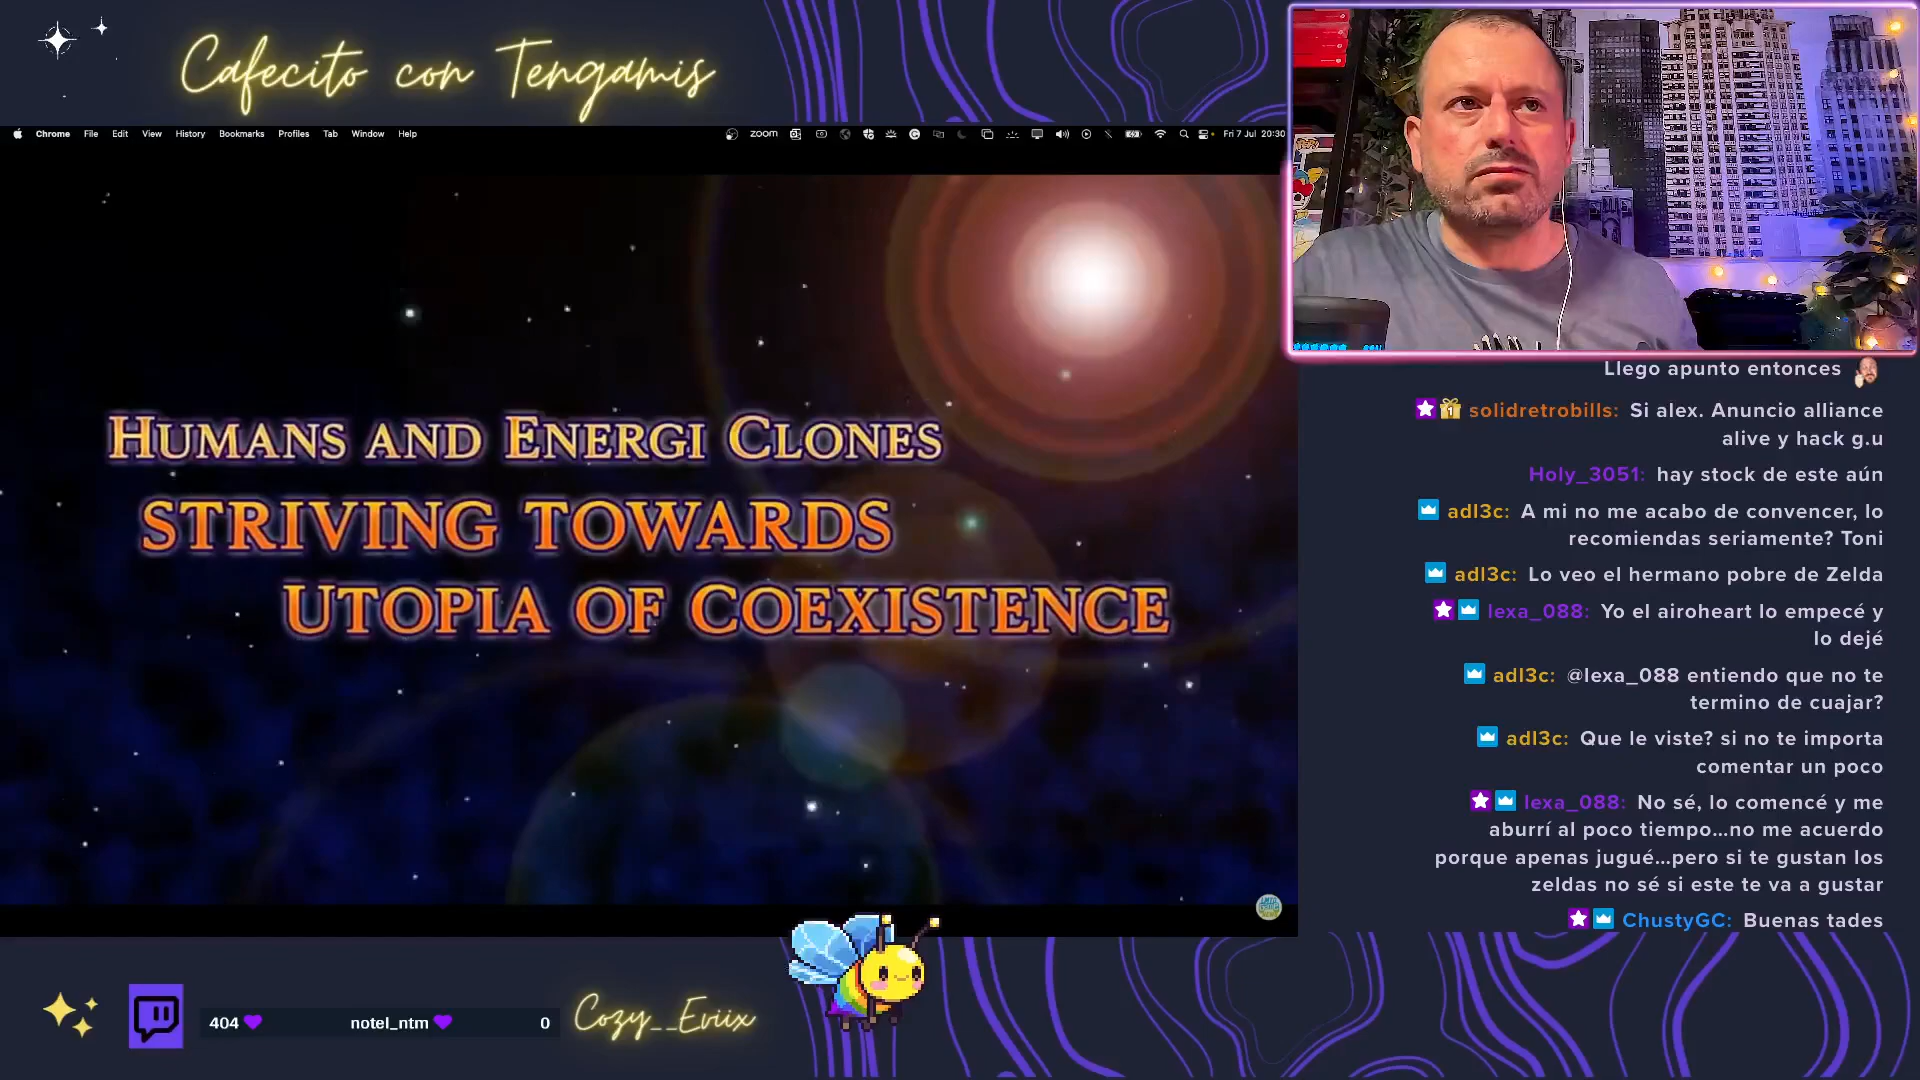 Cafecito con Tengamis
Chrome File Edit View History Bookmarks Profiles Tab Window Help
zoom
Fri 7 Jul 20:30
HUMANS AND ENERGI CLONES
STRIVING TOWARDS
UTOPIA OF COEXISTENCE
Llego apunto entonces
solidretrobills: Si alex. Anuncio alliance
alive y hack g.u
Holy_3051: hay stock de este aún
adl3c: A mi no me acabo de convencer, lo
recomiendas seriamente? Toni
adl3c: Lo veo el hermano pobre de Zelda
lexa_088: Yo el airoheart lo empecé y
lo dejé
adl3c: @lexa_088 entiendo que no te
termino de cuajar?
adl3c: Que le viste? si no te importa
comentar un poco
lexa_088: No sé, lo comencé y me
aburrí al poco tiempo...no me acuerdo
porque apenas jugué...pero si te gustan los
zeldas no sé si este te va a gustar
ChustyGC: Buenas tades
404
notel_ntm
0
Cozy__Eviix